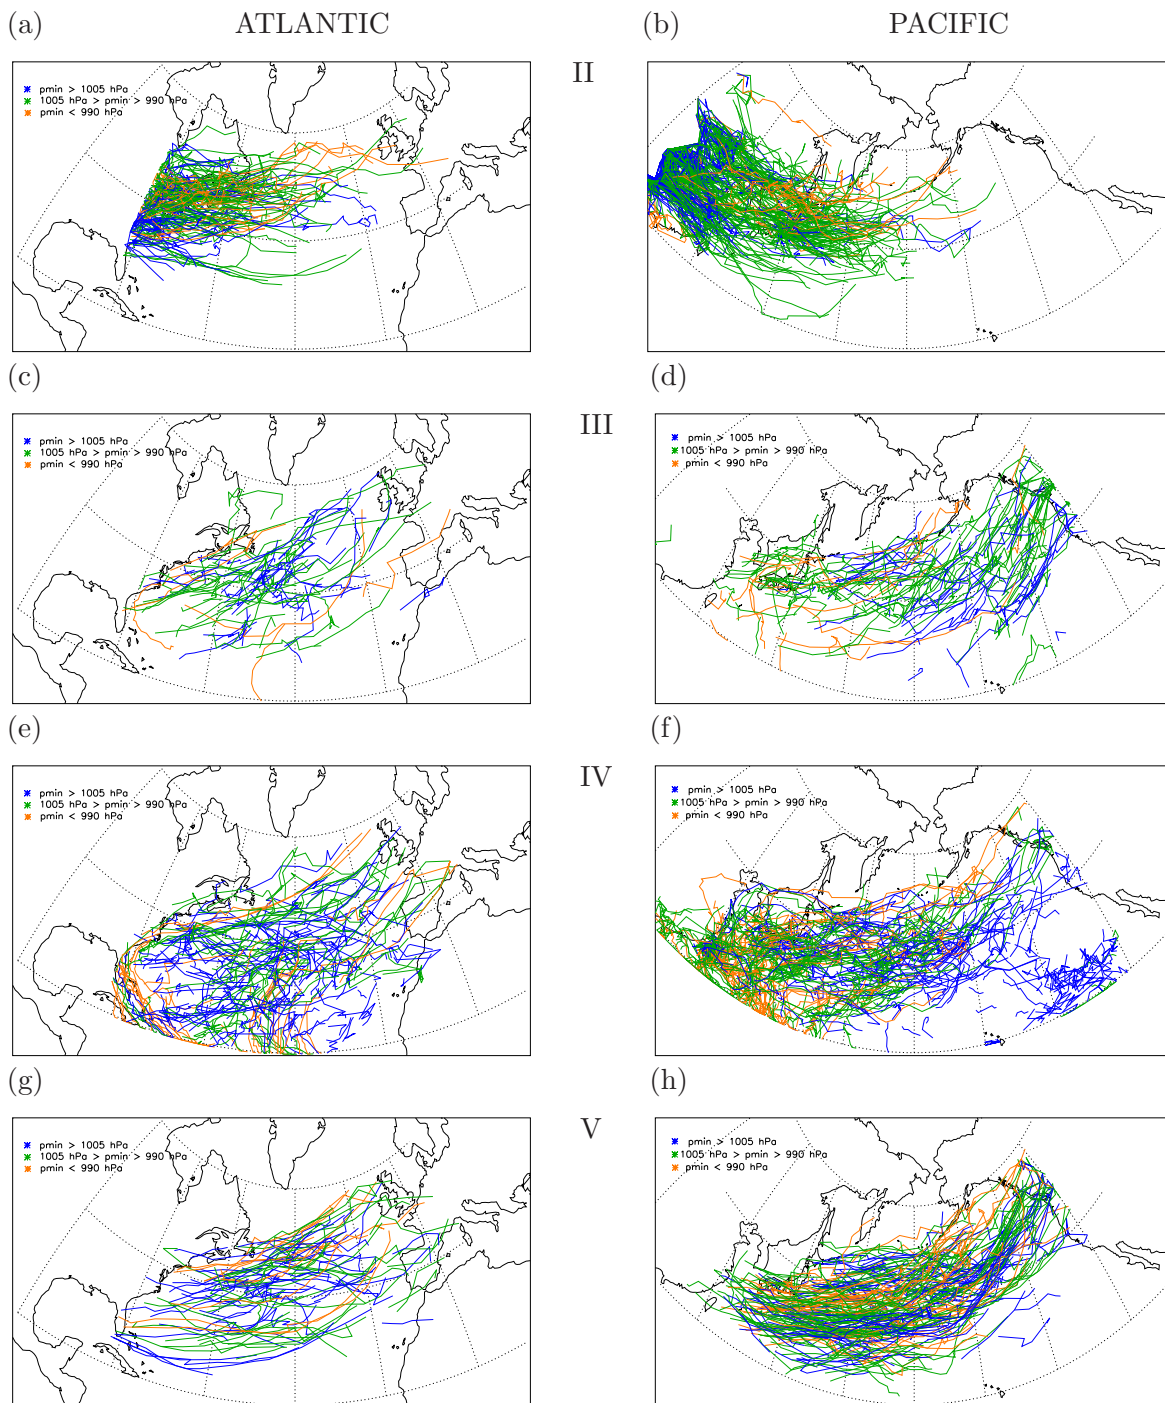 (a) ATLANTIC (b) PACIFIC
II
pmin > 1005 hPa
1005 hPa > pmin > 990 hPa
pmin < 990 hPa
(c) (d)
III
pmin > 1005 hPa
1005 hPa > pmin > 990 hPa
pmin < 990 hPa
pmin > 1005 hPa
1005 hPa > pmin > 990 hPa
pmin < 990 hPa
(e) (f)
IV
pmin > 1005 hPa
1005 hPa > pmin > 990 hPa
pmin < 990 hPa
pmin > 1005 hPa
1005 hPa > pmin > 990 hPa
pmin < 990 hPa
(g) (h)
V
pmin > 1005 hPa
1005 hPa > pmin > 990 hPa
pmin < 990 hPa
pmin > 1005 hPa
1005 hPa > pmin > 990 hPa
pmin < 990 hPa